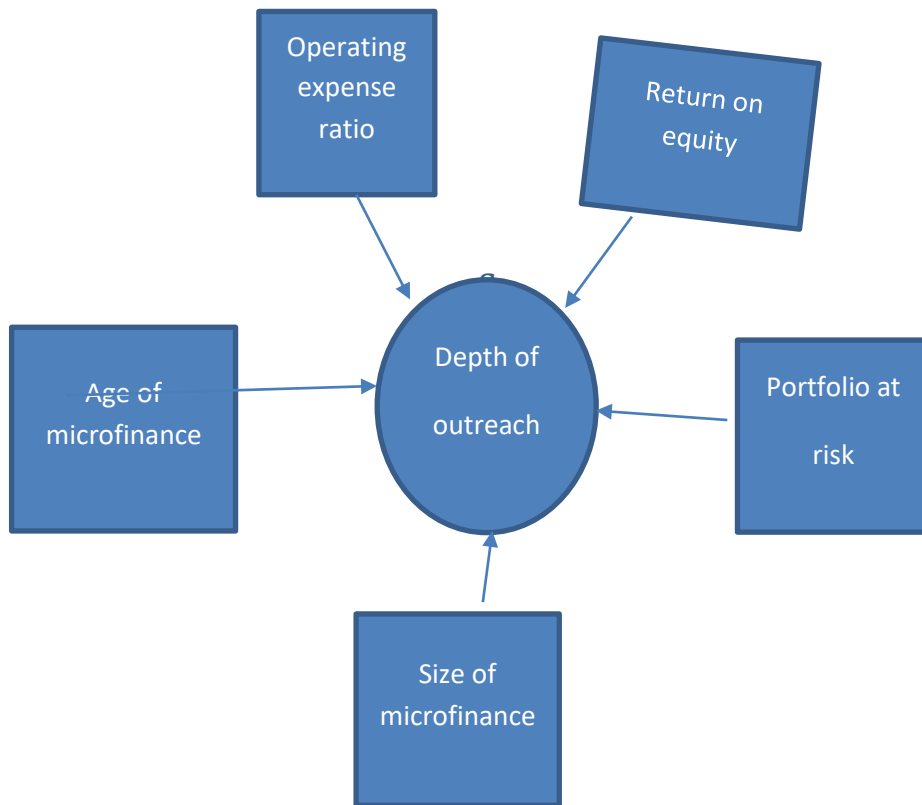 Operating
expense
ratio
Return on
equity
Depth of
outreach
Age of
microfinance
Portfolio at
risk
Size of
microfinance